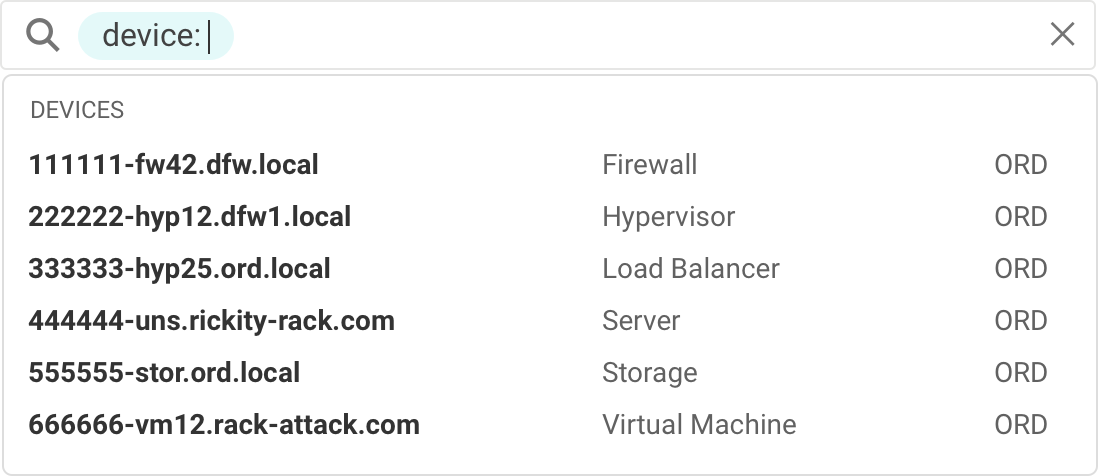 device:
DEVICES
111111-fw42.dfw.local Firewall ORD
222222-hyp12.dfw1.local Hypervisor ORD
333333-hyp25.ord.local Load Balancer ORD
444444-uns.rickity-rack.com Server ORD
555555-stor.ord.local Storage ORD
666666-vm12.rack-attack.com Virtual Machine ORD